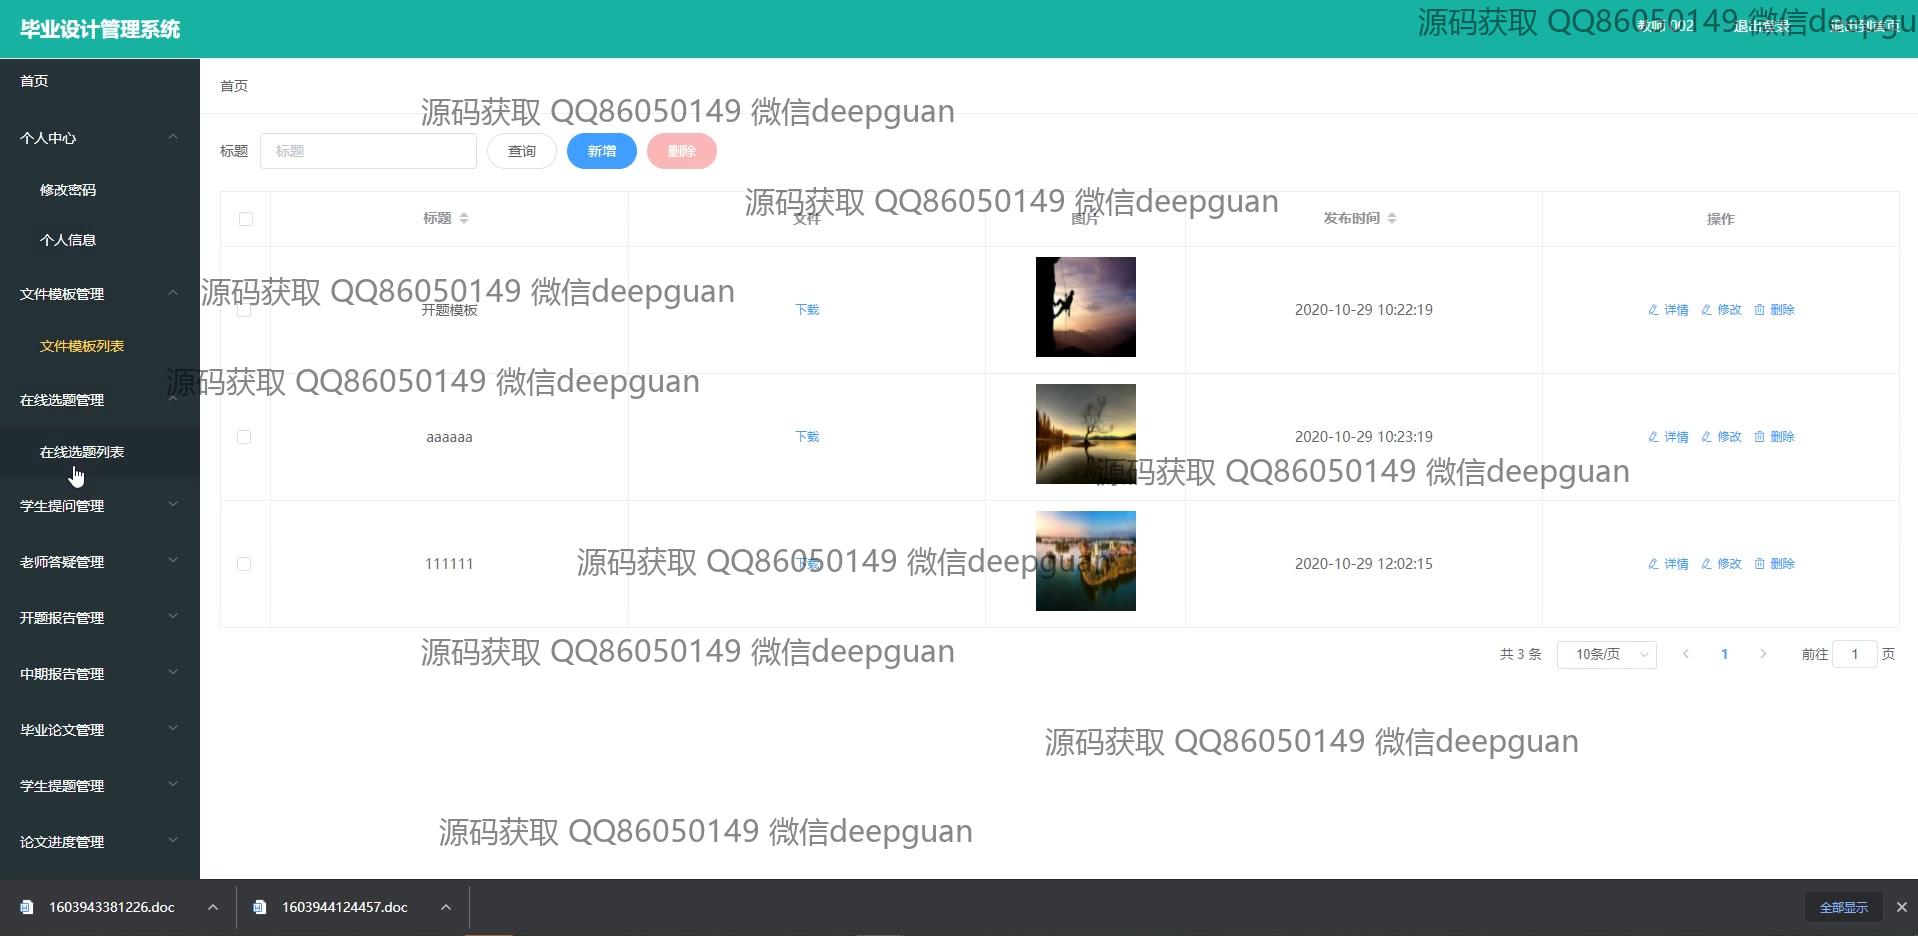 毕业设计管理系统
源码获取 QQ86050149 微信deepgu
教师 002 退出登录 退出到首页
首页
个人中心
修改密码
个人信息
文件模板管理
文件模板列表
在线选题管理
在线选题列表
学生提问管理
老师答疑管理
开题报告管理
中期报告管理
毕业论文管理
学生提题管理
论文进度管理
首页
源码获取 QQ86050149 微信deepguan
标题 标题 查询 新增 删除
源码获取 QQ86050149 微信deepguan
标题 文件 图片 发布时间 操作
源码获取 QQ86050149 微信deepguan
开题模板 下载 2020-10-29 10:22:19 详情 修改 删除
源码获取 QQ86050149 微信deepguan
aaaaaa 下载 2020-10-29 10:23:19 详情 修改 删除
源码获取 QQ86050149 微信deepguan
111111 下载 2020-10-29 12:02:15 详情 修改 删除
源码获取 QQ86050149 微信deepguan
源码获取 QQ86050149 微信deepguan
共 3 条 10条/页 1 前往 1 页
源码获取 QQ86050149 微信deepguan
源码获取 QQ86050149 微信deepguan
1603943381226.doc 1603944124457.doc 全部显示